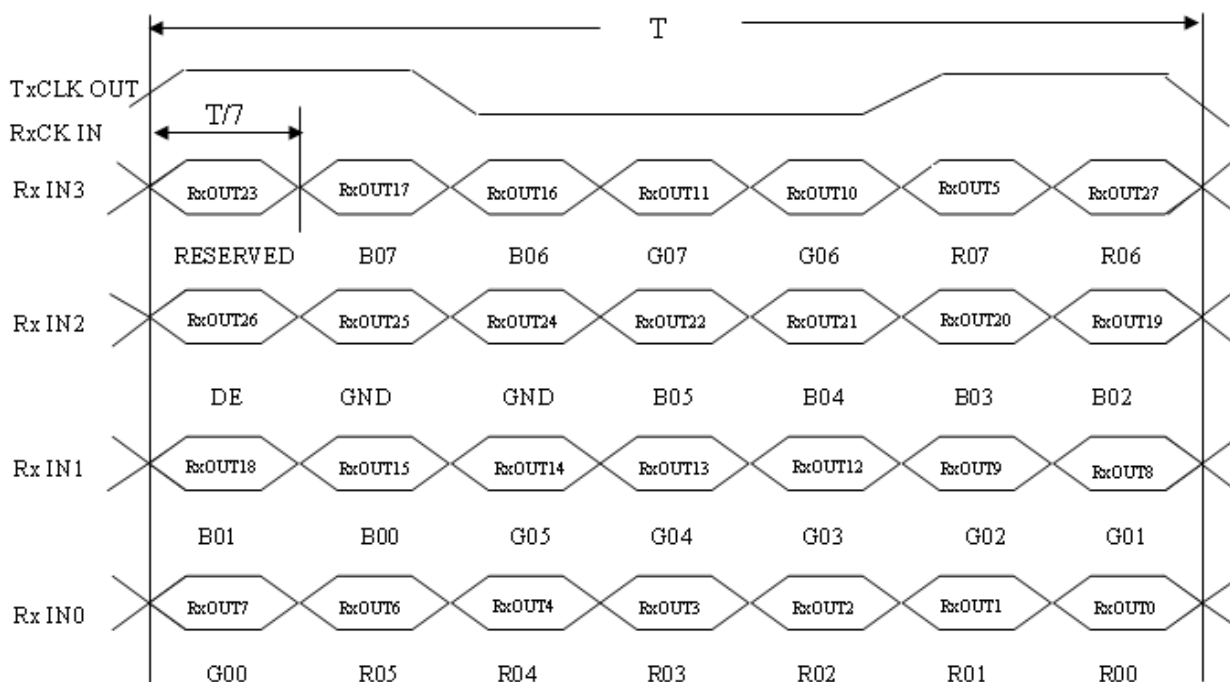 T
TxCLK OUT
T/7
RxCK IN
Rx IN3 RxOUT23 RxOUT17 RxOUT16 RxOUT11 RxOUT10 RxOUT5 RxOUT27
RESERVED B07 B06 G07 G06 R07 R06
Rx IN2 RxOUT26 RxOUT25 RxOUT24 RxOUT22 RxOUT21 RxOUT20 RxOUT19
DE GND GND B05 B04 B03 B02
Rx IN1 RxOUT18 RxOUT15 RxOUT14 RxOUT13 RxOUT12 RxOUT9 RxOUT8
B01 B00 G05 G04 G03 G02 G01
Rx IN0 RxOUT7 RxOUT6 RxOUT4 RxOUT3 RxOUT2 RxOUT1 RxOUT0
G00 R05 R04 R03 R02 R01 R00